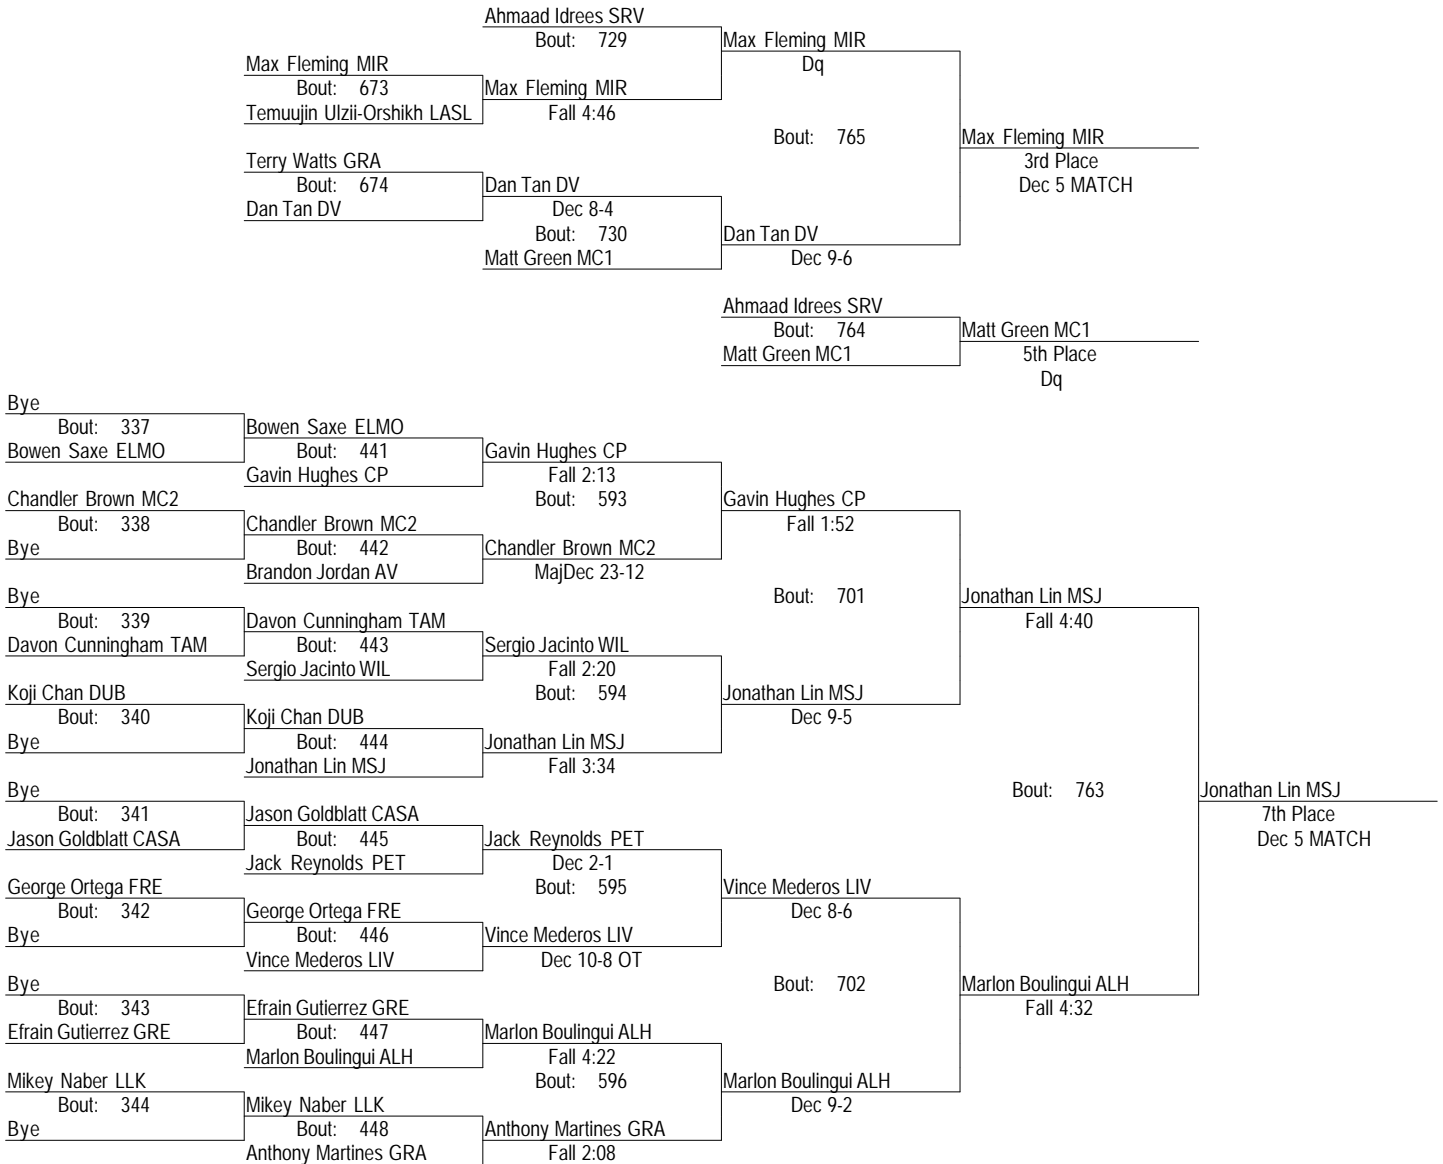 Ahmaad Idrees SRV
Bout: 729
Max Fleming MIR
Dq
Max Fleming MIR
Bout: 673
Max Fleming MIR
Temuujin Ulzii-Orshikh LASL
Fall 4:46
Bout: 765
Max Fleming MIR
3rd Place
Dec 5 MATCH
Terry Watts GRA
Bout: 674
Dan Tan DV
Dan Tan DV
Dec 8-4
Bout: 730
Dan Tan DV
Matt Green MC1
Dec 9-6
Ahmaad Idrees SRV
Bout: 764
Matt Green MC1
Matt Green MC1
5th Place
Dq
Bye
Bout: 337
Bowen Saxe ELMO
Bowen Saxe ELMO
Bout: 441
Gavin Hughes CP
Gavin Hughes CP
Fall 2:13
Bout: 593
Gavin Hughes CP
Fall 1:52
Chandler Brown MC2
Bout: 338
Chandler Brown MC2
Bye
Bout: 442
Chandler Brown MC2
Brandon Jordan AV
MajDec 23-12
Bye
Bout: 701
Jonathan Lin MSJ
Fall 4:40
Bout: 339
Davon Cunningham TAM
Davon Cunningham TAM
Bout: 443
Sergio Jacinto WIL
Sergio Jacinto WIL
Fall 2:20
Bout: 594
Jonathan Lin MSJ
Dec 9-5
Koji Chan DUB
Bout: 340
Koji Chan DUB
Bye
Bout: 444
Jonathan Lin MSJ
Jonathan Lin MSJ
Fall 3:34
Bye
Bout: 763
Jonathan Lin MSJ
7th Place
Dec 5 MATCH
Bout: 341
Jason Goldblatt CASA
Jason Goldblatt CASA
Bout: 445
Jack Reynolds PET
Jack Reynolds PET
Dec 2-1
Bout: 595
Vince Mederos LIV
Dec 8-6
George Ortega FRE
Bout: 342
George Ortega FRE
Bye
Bout: 446
Vince Mederos LIV
Vince Mederos LIV
Dec 10-8 OT
Bye
Bout: 702
Marlon Boulingui ALH
Fall 4:32
Bout: 343
Efrain Gutierrez GRE
Efrain Gutierrez GRE
Bout: 447
Marlon Boulingui ALH
Marlon Boulingui ALH
Fall 4:22
Bout: 596
Marlon Boulingui ALH
Dec 9-2
Mikey Naber LLK
Bout: 344
Mikey Naber LLK
Bye
Bout: 448
Anthony Martines GRA
Anthony Martines GRA
Fall 2:08